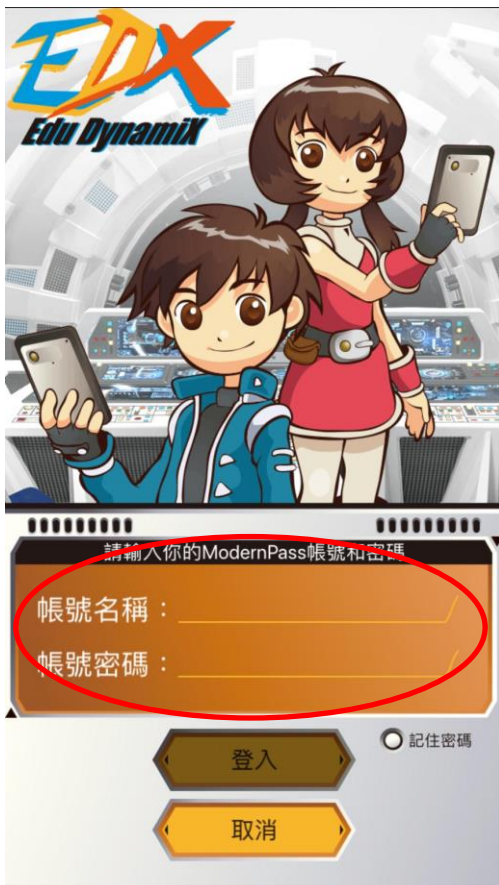 EDX
Edu DynamiX
請輸入你的ModernPass帳號和密碼
帳號名稱：
帳號密碼：
記住密碼
登入
取消